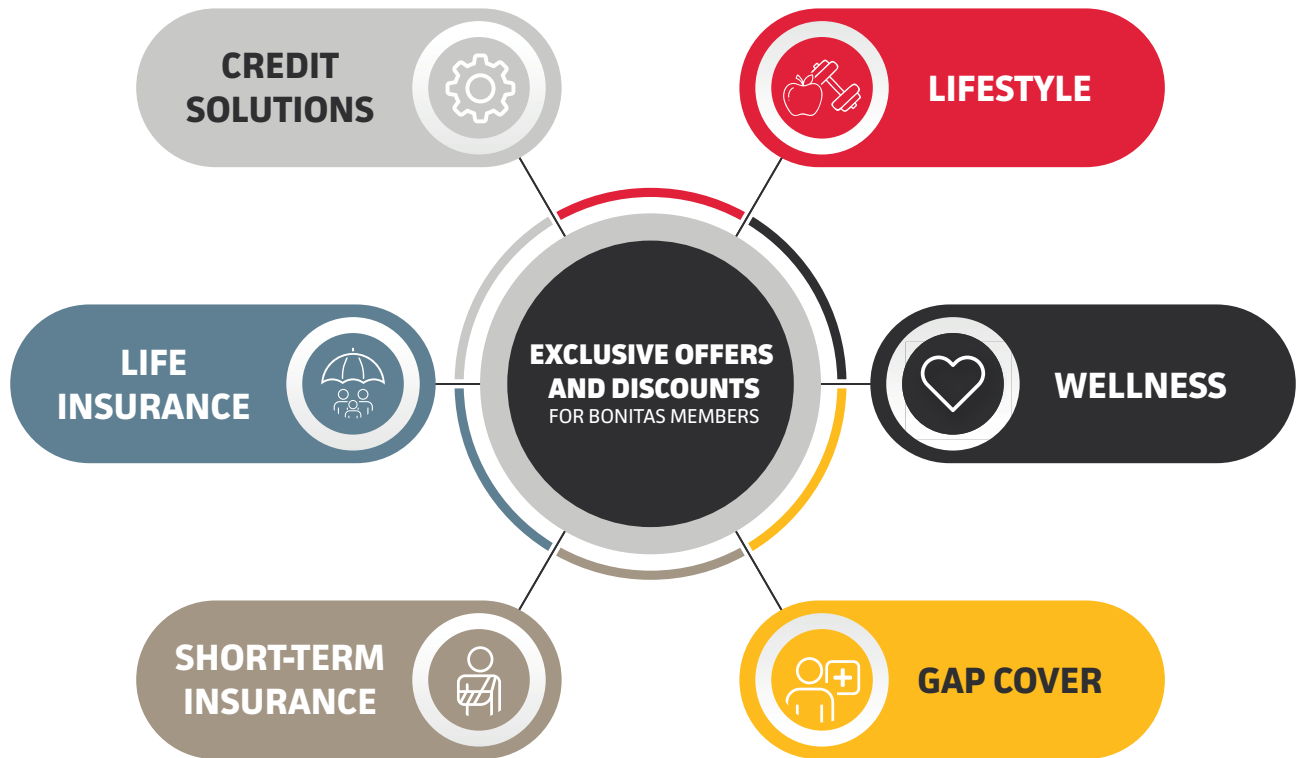 CREDIT
SOLUTIONS
LIFESTYLE
LIFE
INSURANCE
EXCLUSIVE OFFERS
AND DISCOUNTS
FOR BONITAS MEMBERS
WELLNESS
SHORT-TERM
INSURANCE
GAP COVER